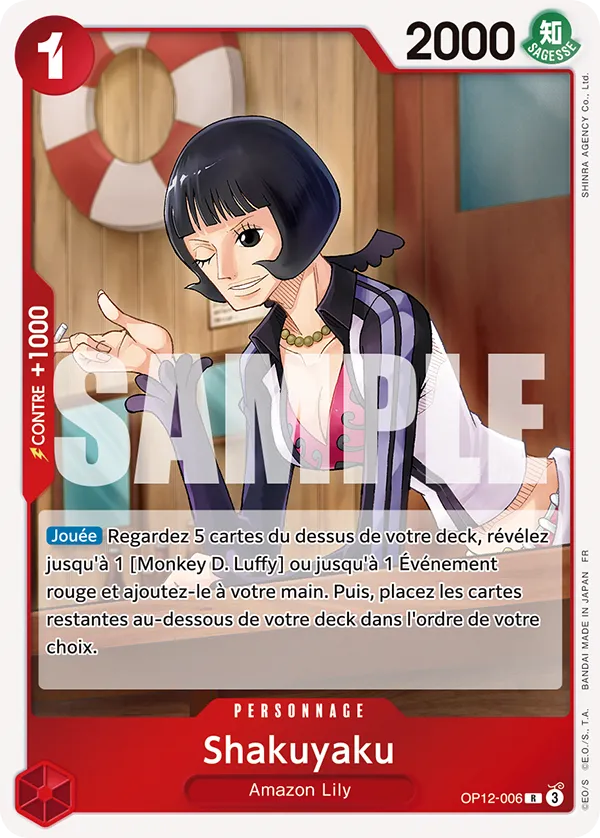 1
2000
知
SAGESSE
SHINRA AGENCY Co., Ltd.
CONTRE +1000
SAMPLE
Jouée Regardez 5 cartes du dessus de votre deck, révélez
jusqu'à 1 [Monkey D. Luffy] ou jusqu'à 1 Événement
rouge et ajoutez-le à votre main. Puis, placez les cartes
restantes au-dessous de votre deck dans l'ordre de votre
choix.
PERSONNAGE
Shakuyaku
Amazon Lily
OP12-006 R 3
©EO/S ©E.O./S., T.A. BANDAI MADE IN JAPAN FR